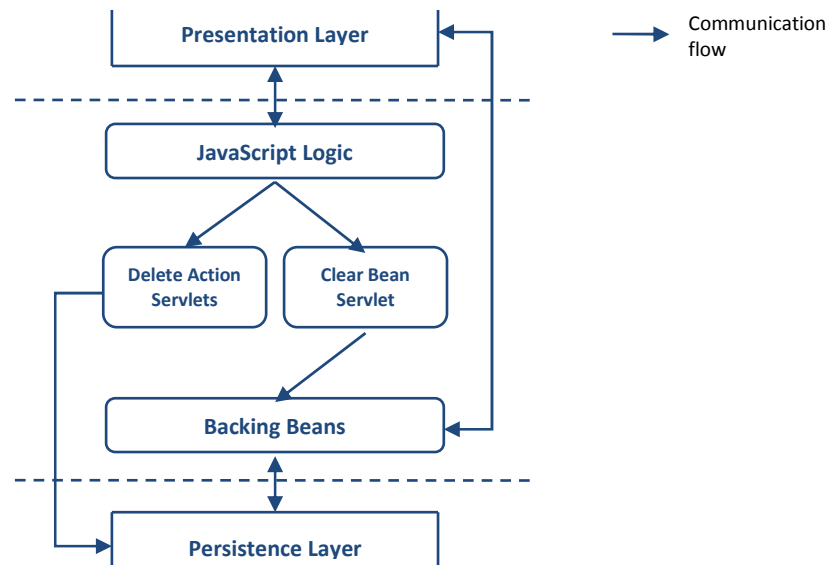 Presentation Layer
Communication
flow
JavaScript Logic
Delete Action
Servlets
Clear Bean
Servlet
Backing Beans
Persistence Layer